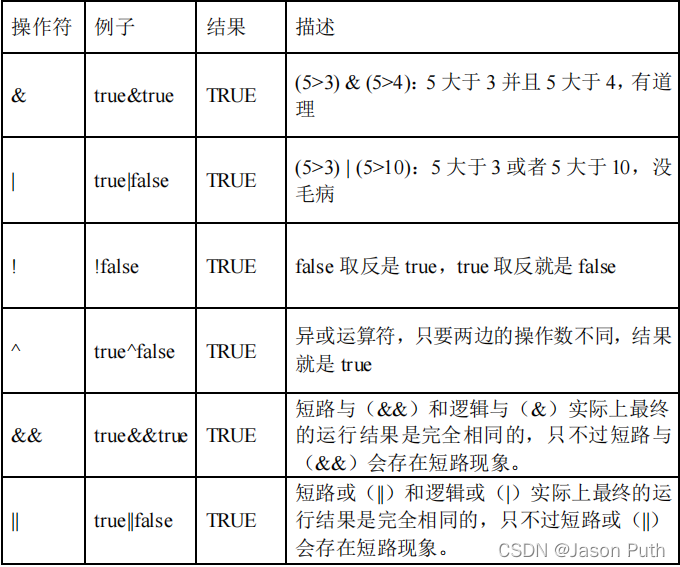 操作符 例子 结果 描述
& true&true TRUE (5>3) & (5>4)：5 大于 3 并且 5 大于 4，有道
理
| true|false TRUE (5>3) | (5>10)：5 大于 3 或者 5 大于 10，没
毛病
! !false TRUE false 取反是 true，true 取反就是 false
^ true^false TRUE 异或运算符，只要两边的操作数不同，结果
就是 true
&& true&&true TRUE 短路与（&&）和逻辑与（&）实际上最终
的运行结果是完全相同的，只不过短路与
（&&）会存在短路现象。
|| true||false TRUE 短路或（||）和逻辑或（|）实际上最终的运
行结果是完全相同的，只不过短路或（||）
会存在短路现象。
CSDN @Jason Puth